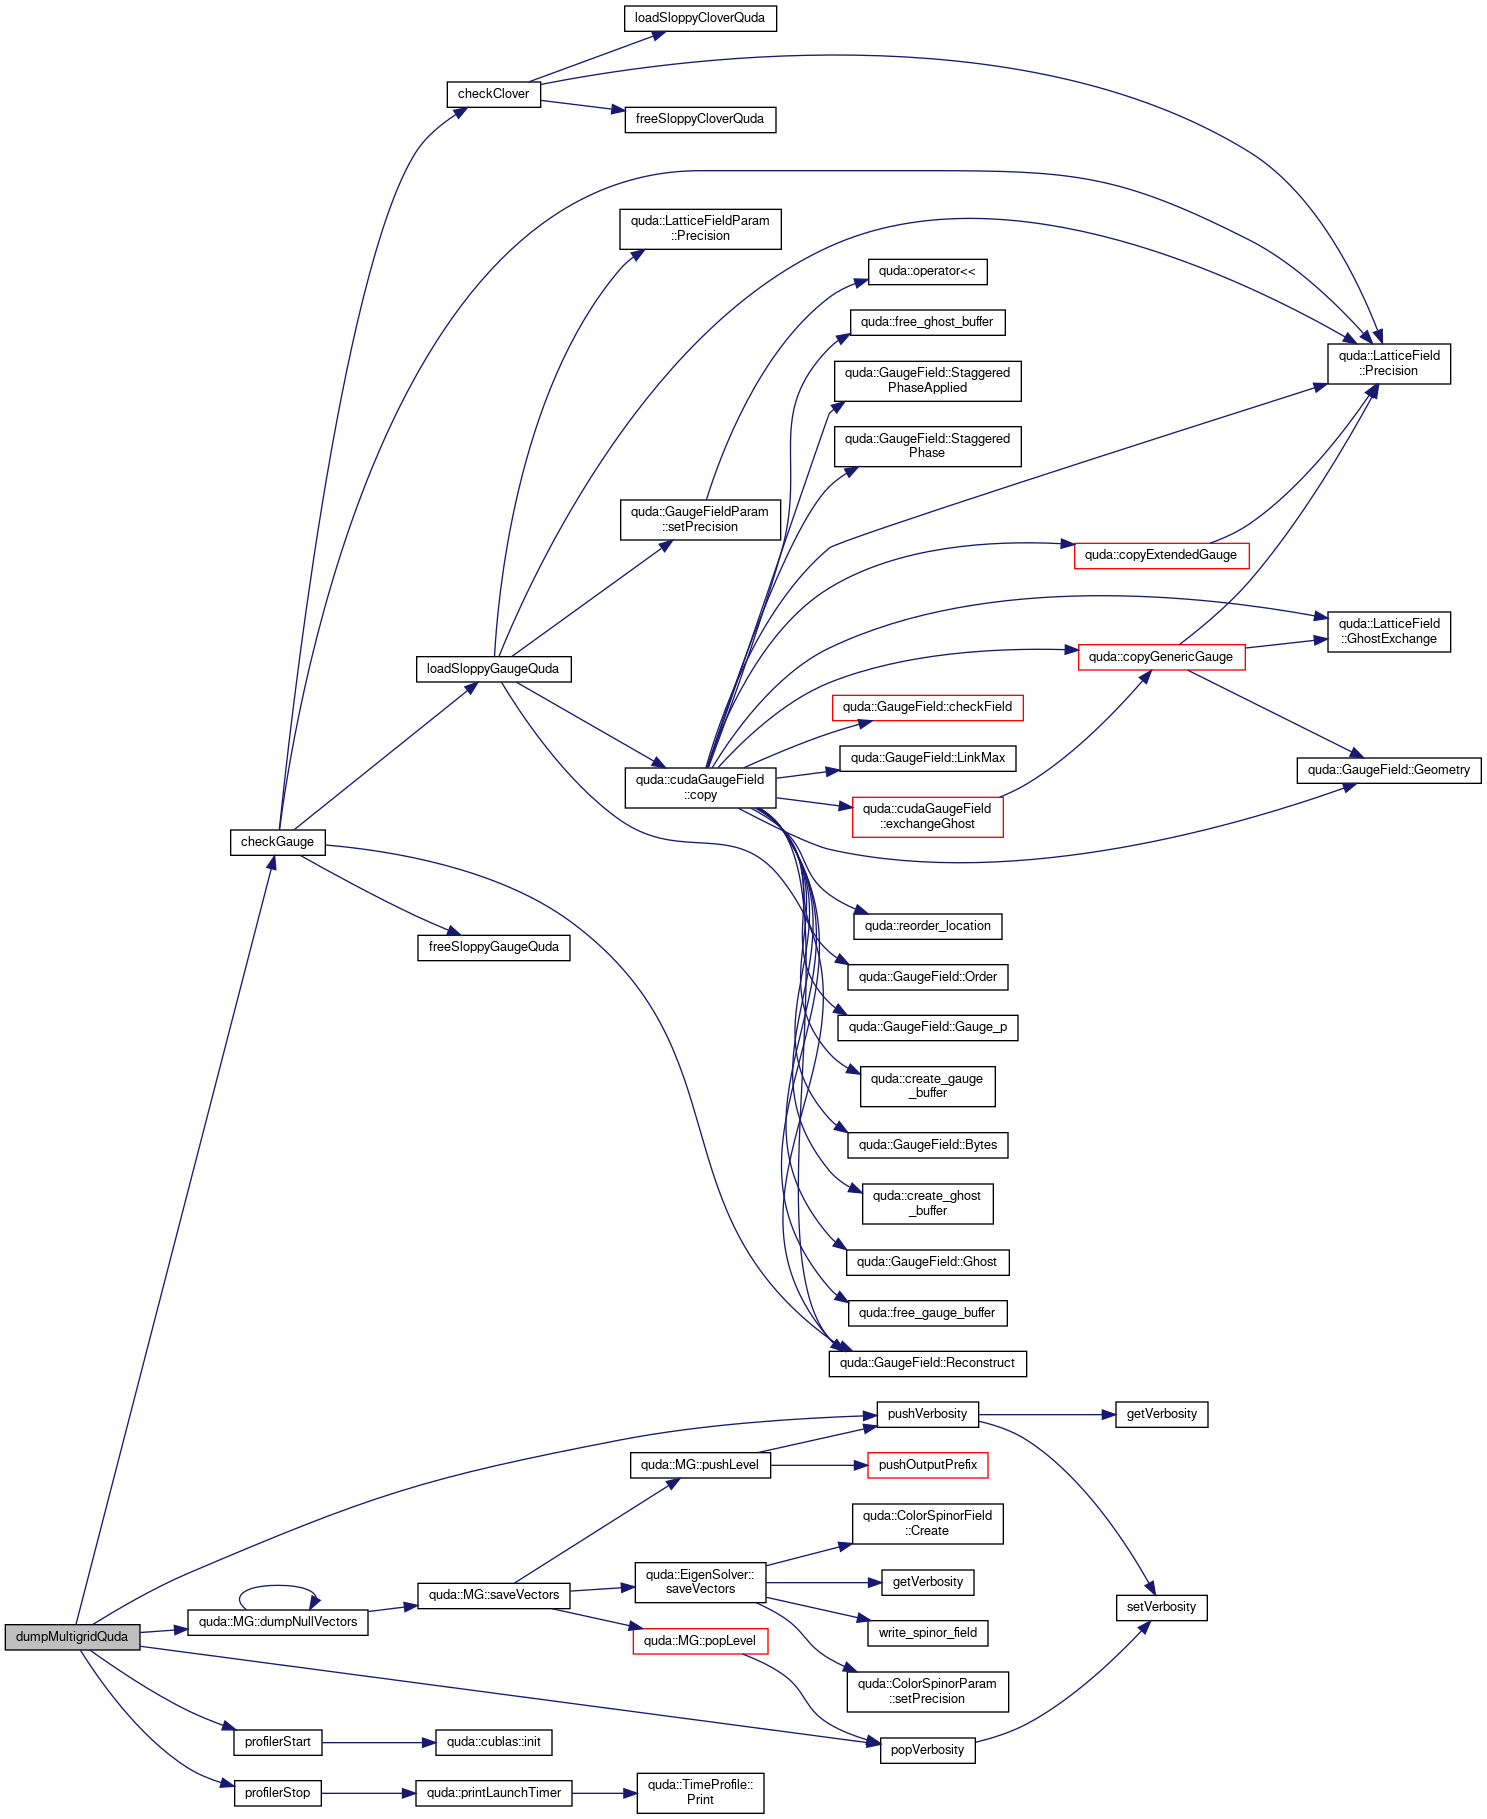 loadSloppyCloverQuda
checkClover
freeSloppyCloverQuda
quda::LatticeFieldParam
::Precision
quda::operator<<
quda::free_ghost_buffer
quda::LatticeField
::Precision
quda::GaugeField::Staggered
PhaseApplied
quda::GaugeField::Staggered
Phase
quda::GaugeFieldParam
::setPrecision
quda::copyExtendedGauge
quda::LatticeField
::GhostExchange
quda::copyGenericGauge
loadSloppyGaugeQuda
quda::GaugeField::checkField
quda::GaugeField::LinkMax
quda::GaugeField::Geometry
quda::cudaGaugeField
::copy
quda::cudaGaugeField
::exchangeGhost
checkGauge
quda::reorder_location
freeSloppyGaugeQuda
quda::GaugeField::Order
quda::GaugeField::Gauge_p
quda::create_gauge
_buffer
quda::GaugeField::Bytes
quda::create_ghost
_buffer
quda::GaugeField::Ghost
quda::free_gauge_buffer
quda::GaugeField::Reconstruct
pushVerbosity
getVerbosity
quda::MG::pushLevel
pushOutputPrefix
quda::ColorSpinorField
::Create
quda::EigenSolver::
saveVectors
getVerbosity
quda::MG::saveVectors
setVerbosity
quda::MG::dumpNullVectors
dumpMultigridQuda
write_spinor_field
quda::MG::popLevel
quda::ColorSpinorParam
::setPrecision
profilerStart
quda::cublas::init
popVerbosity
profilerStop
quda::printLaunchTimer
quda::TimeProfile::
Print